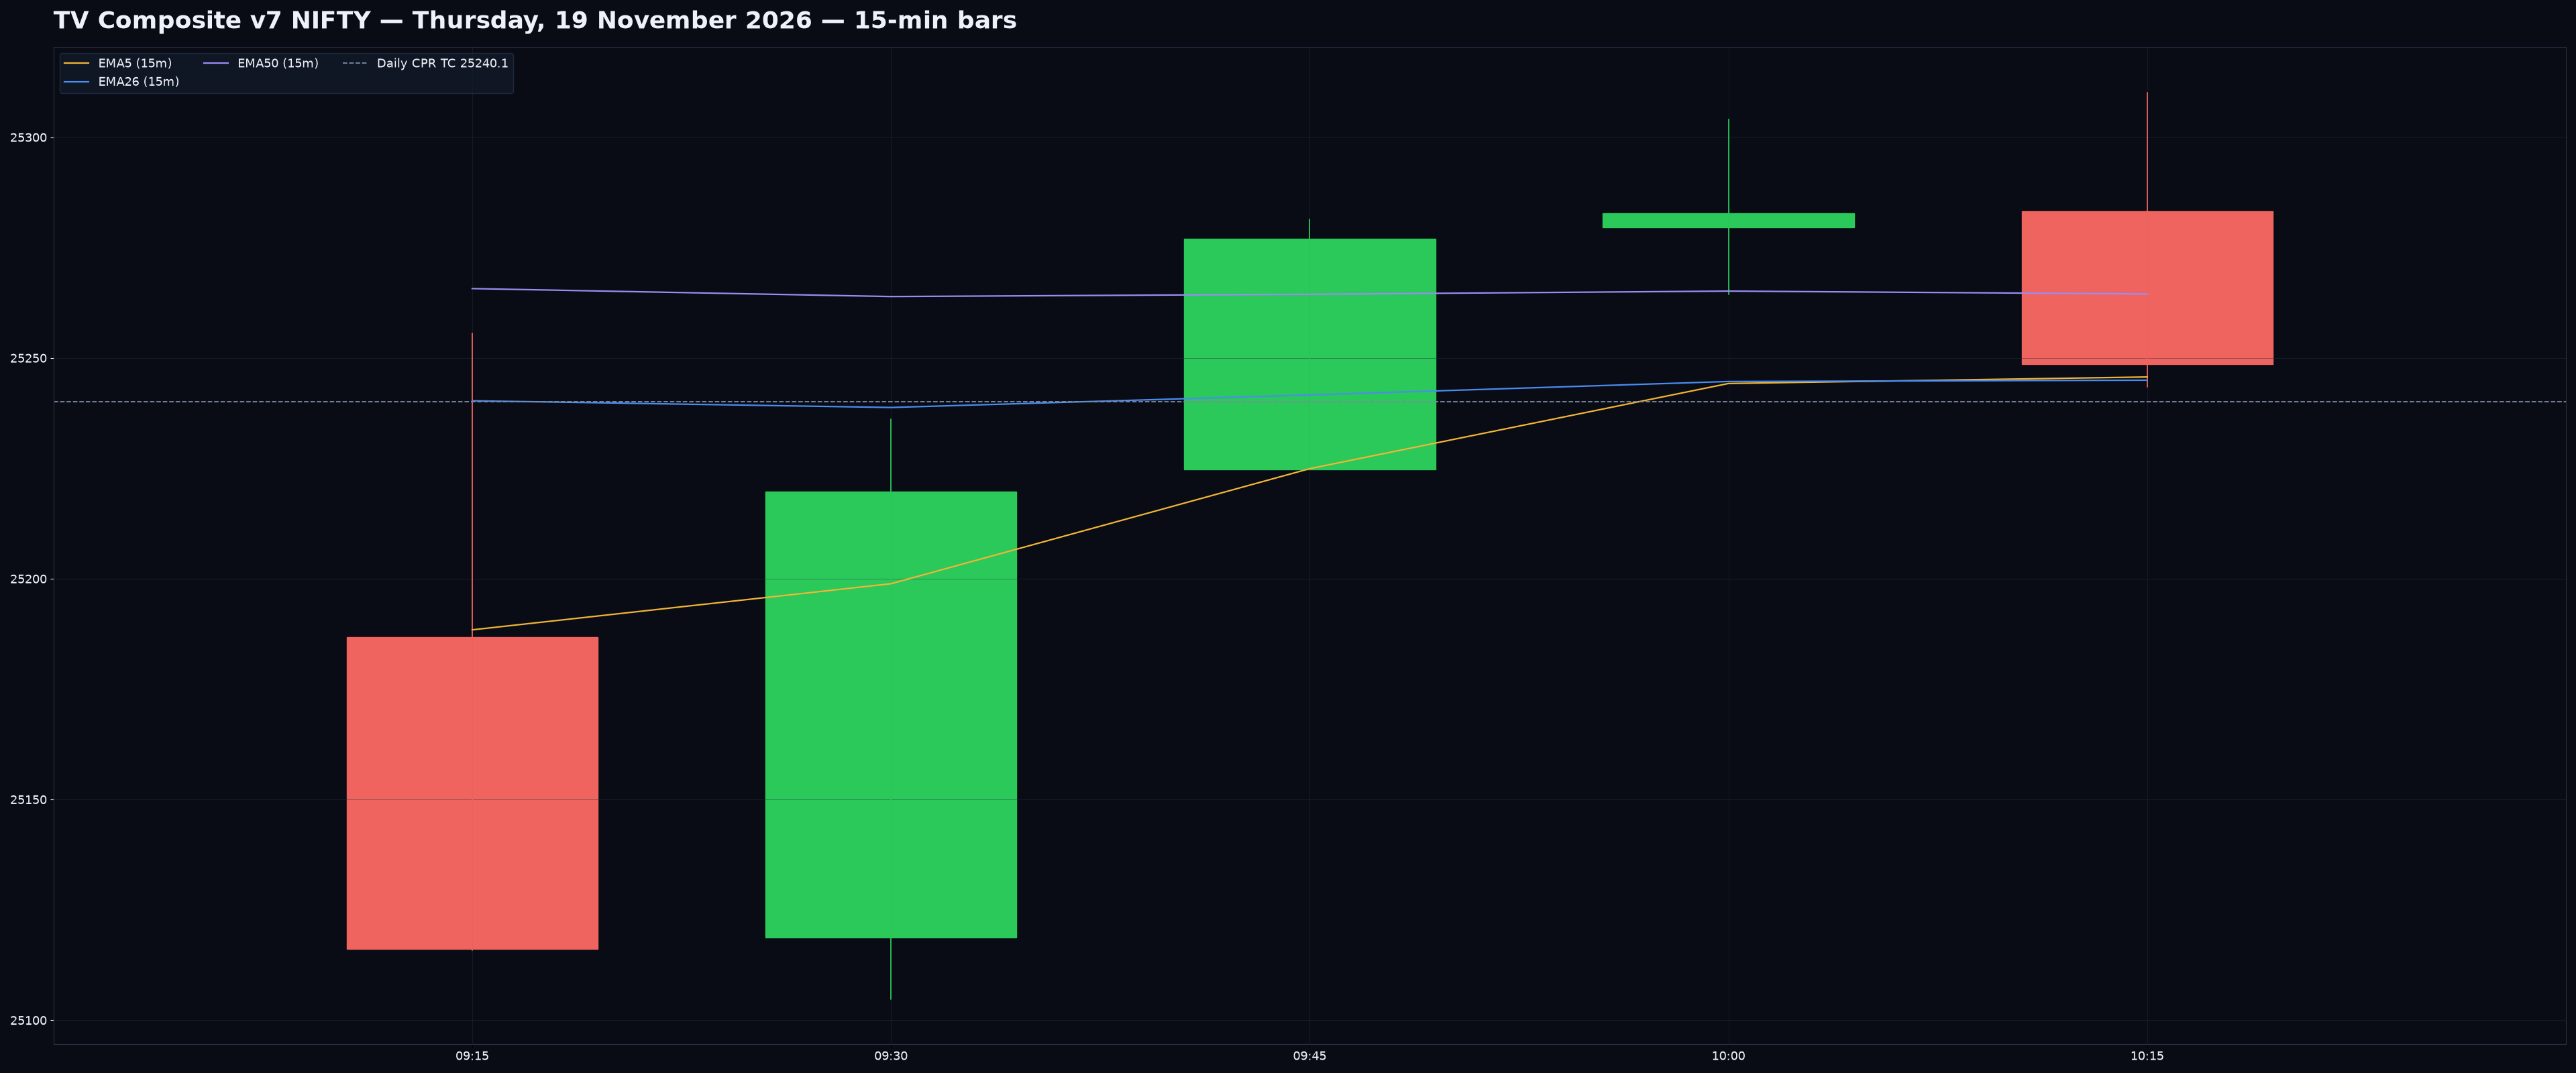 TV Composite v7 NIFTY — Thursday, 19 November 2026 — 15-min bars
EMA5 (15m) EMA50 (15m) Daily CPR TC 25240.1
EMA26 (15m)
25300
25250
25200
25150
25100
09:15 09:30 09:45 10:00 10:15